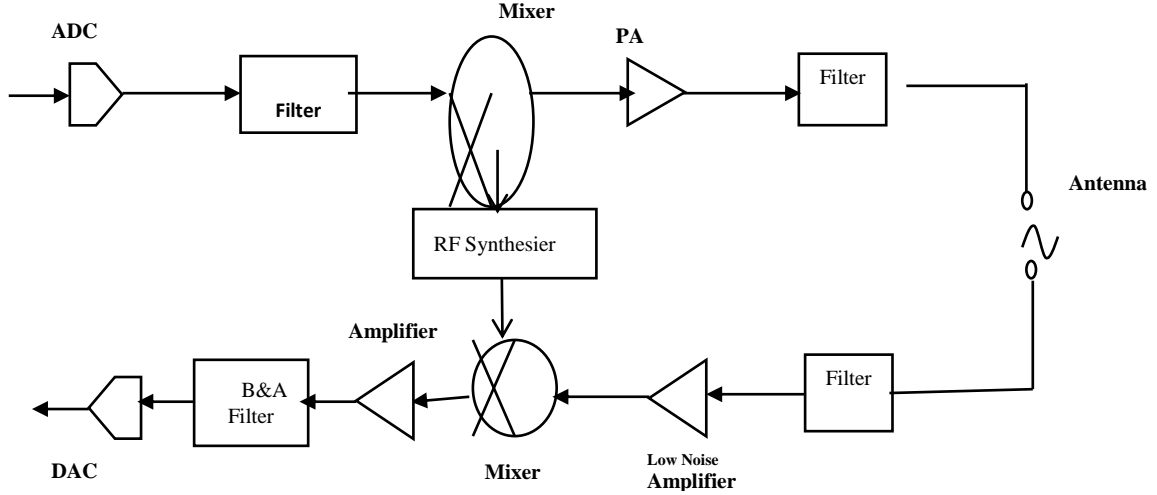 Mixer
ADC
PA
Filter
Filter
Antenna
RF Synthesier
Amplifier
B&A
Filter
Filter
Low Noise
Amplifier
DAC
Mixer